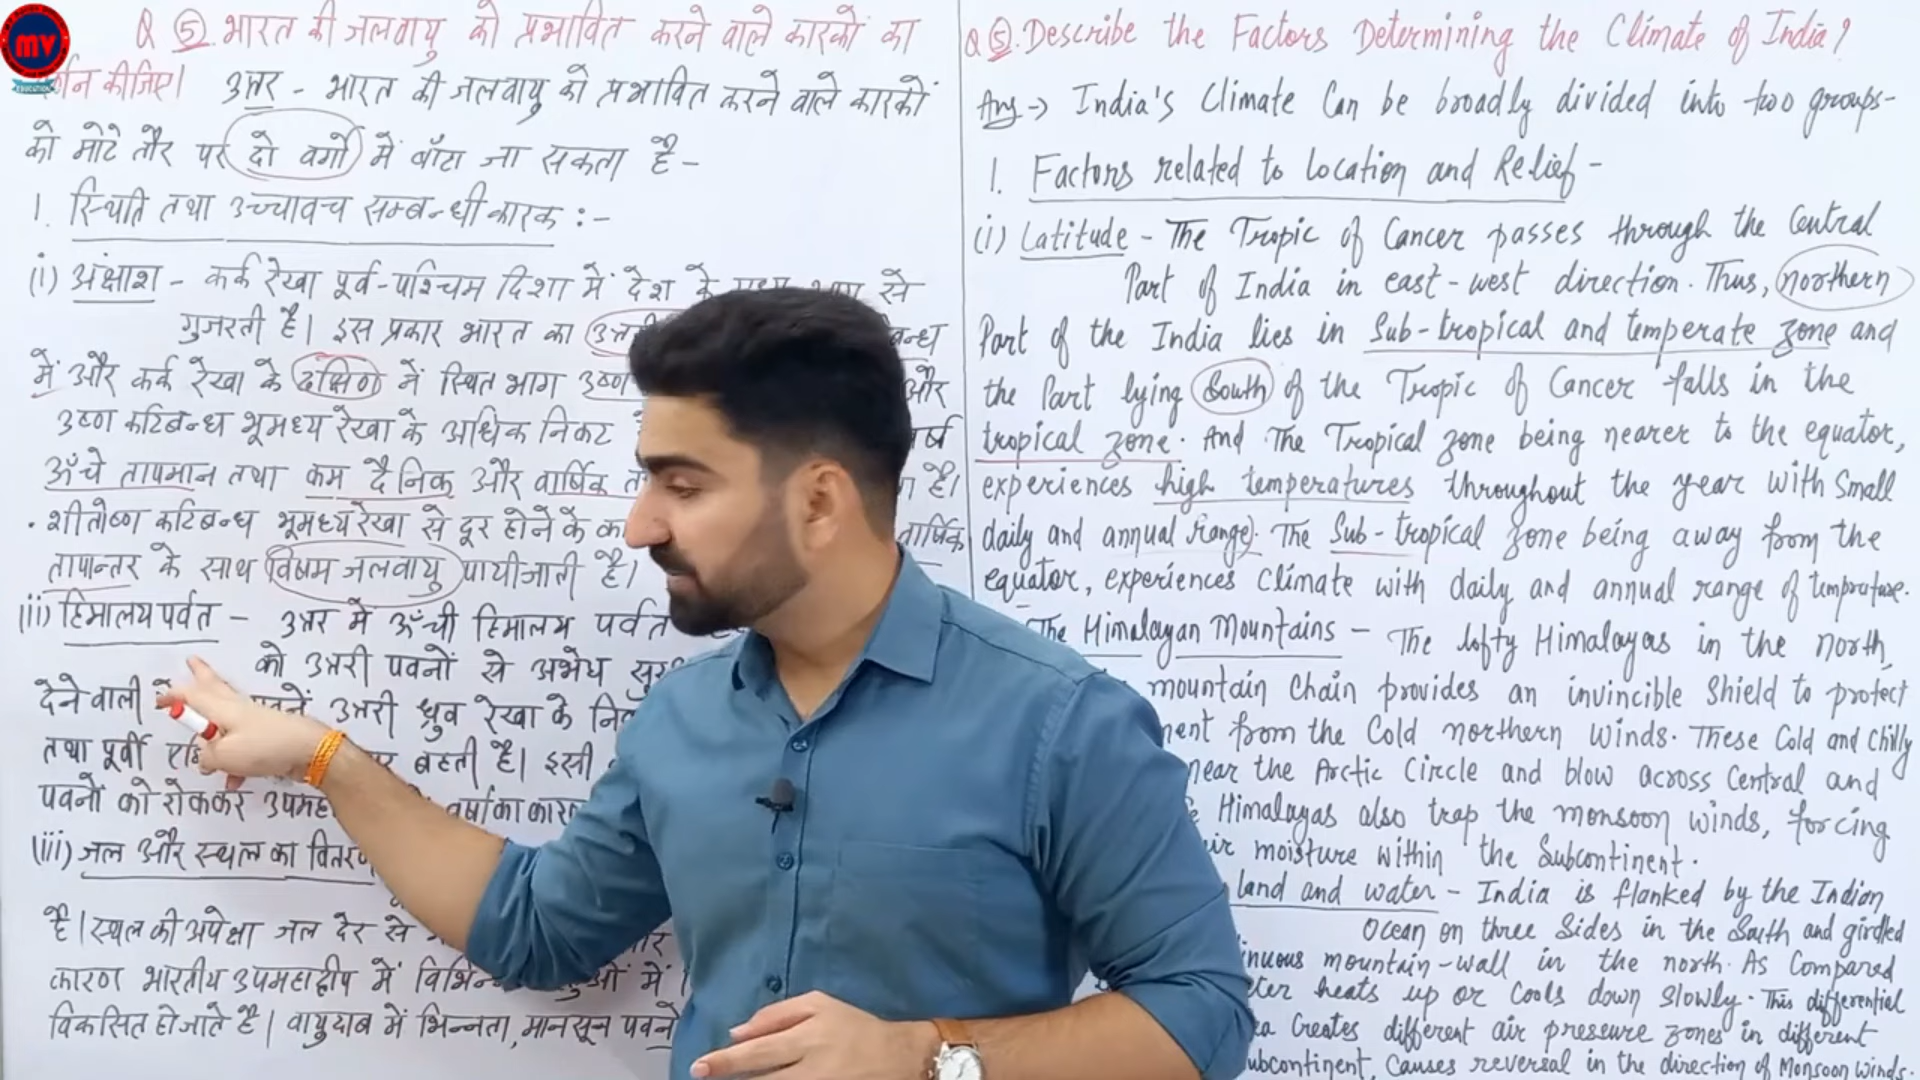 MV
EDUCATION
Q ⑤. भारत की जलवायु को प्रभावित करने वाले कारकों का
वर्णन कीजिए। उत्तर - भारत की जलवायु को प्रभावित करने वाले कारकों
को मोटे तौर पर दो वर्गों में बाँटा जा सकता है -
1. स्थिति तथा उच्चावच सम्बन्धी कारक :-
(i) अंक्षाश - कर्क रेखा पूर्व-पश्चिम दिशा में देश के मध्य भाग से
गुजरती है। इस प्रकार भारत का
में और कर्क रेखा के दक्षिण में स्थित भाग उष्ण और
उष्ण कटिबन्ध भूमध्य रेखा के अधिक निकट वर्ष
ऊँचे तापमान तथा कम दैनिक और वार्षिक है।
· शीतोष्ण कटिबन्ध भूमध्य रेखा से दूर होने के वार्षिक
तापान्तर के साथ विषम जलवायु पायी जाती है।
(ii) हिमालय पर्वत - उत्तर में ऊँची हिमालय पर्वत
को उत्तरी पवनों से अभेध
देने वाली उत्तरी ध्रुव रेखा के
तथा पूर्वी बहती है। इसी
पवनों को रोककर वर्षा का
(iii) जल और स्थल का
है। स्थल की अपेक्षा जल देर से
कारण भारतीय उपमहाद्वीप में में
विकसित हो जाते है। वायुदाब में भिन्नता, मानसून पवनों
Q ⑤. Describe the Factors Determining the Climate of India?
Ans → India's Climate Can be broadly divided into two groups-
1. Factors related to Location and Relief -
(i) Latitude - The Tropic of Cancer passes through the Central
Part of India in east-west direction. Thus, northern
Part of the India lies in Sub-tropical and temperate zone and
the Part lying South of the Tropic of Cancer falls in the
tropical zone. And The Tropical zone being nearer to the equator,
experiences high temperatures throughout the year with Small
daily and annual range). The Sub-tropical zone being away from the
equator, experiences Climate with daily and annual range of temprature.
The Himalayan Mountains - The lofty Himalayas in the north,
mountain Chain provides an invincible Shield to protect
from the Cold northern Winds. These Cold and Chilly
near the Arctic Circle and blow across Central and
Himalayas also trap the monsoon winds, forcing
moisture within the Subcontinent.
land and water - India is flanked by the Indian
Ocean on three Sides in the South and girdled
mountain-wall in the north. As Compared
heats up or Cools down Slowly. This differential
Creates different air pressure zones in different
Subcontinent, Causes reversal in the direction of Monsoon winds.